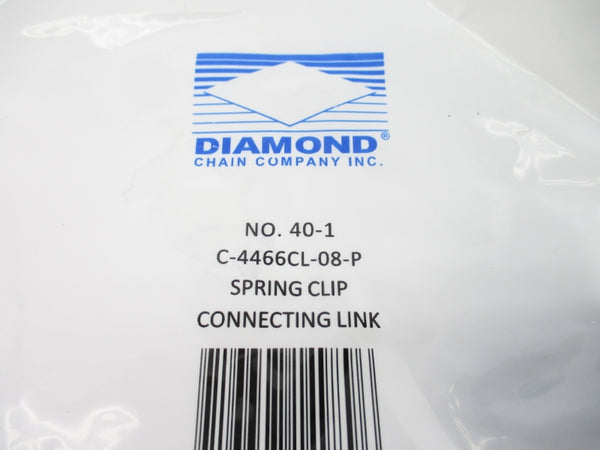 DIAMOND®
CHAIN COMPANY INC.
NO. 40-1
C-4466CL-08-P
SPRING CLIP
CONNECTING LINK